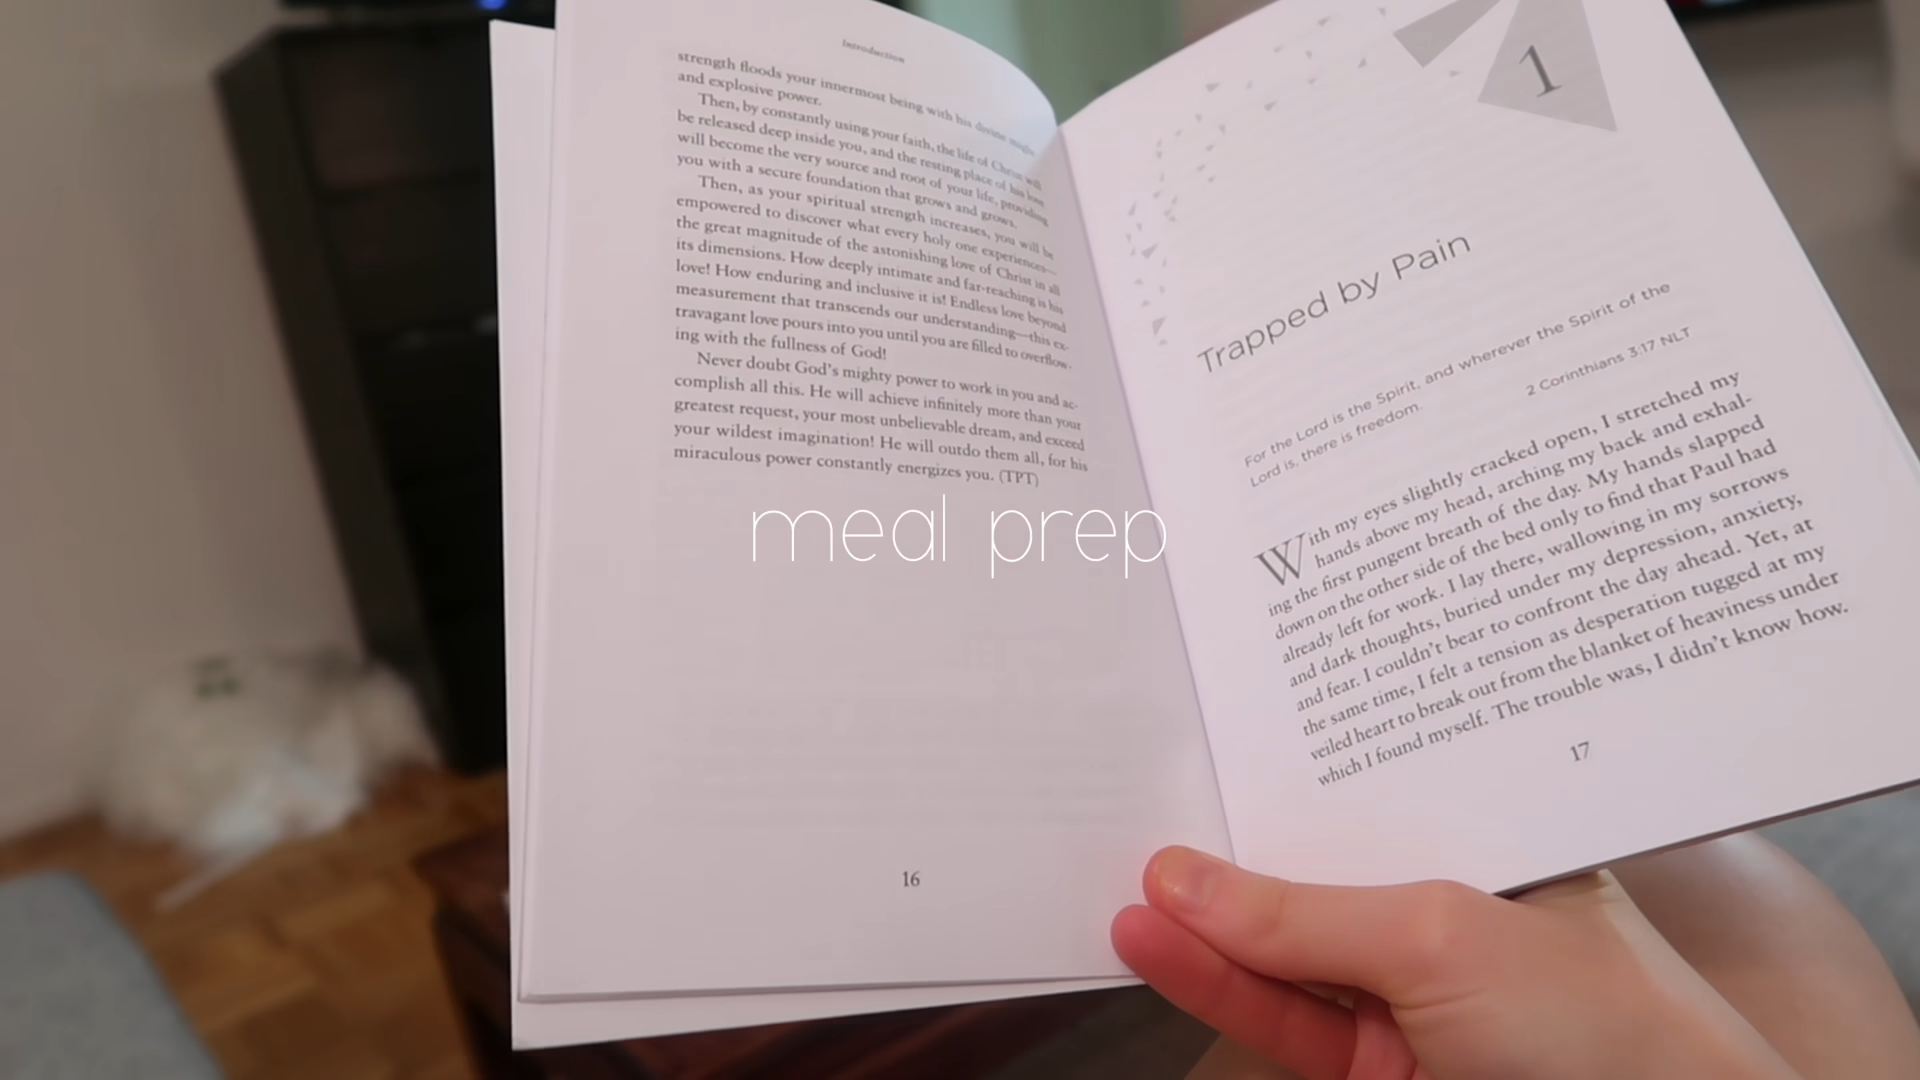 Introduction
strength floods your innermost being with his divine might
and explosive power.
Then, by constantly using your faith, the life of Christ will
be released deep inside you, and the resting place of his love
will become the very source and root of your life, providing
you with a secure foundation that grows and grows.
Then, as your spiritual strength increases, you will be
empowered to discover what every holy one experiences—
the great magnitude of the astonishing love of Christ in all
its dimensions. How deeply intimate and far-reaching is his
love! How enduring and inclusive it is! Endless love beyond
measurement that transcends our understanding—this ex-
travagant love pours into you until you are filled to overflow-
ing with the fullness of God!
Never doubt God's mighty power to work in you and ac-
complish all this. He will achieve infinitely more than your
greatest request, your most unbelievable dream, and exceed
your wildest imagination! He will outdo them all, for his
miraculous power constantly energizes you. (TPT)
16
meal prep
1
Trapped by Pain
For the Lord is the Spirit, and wherever the Spirit of the
Lord is, there is freedom.
2 Corinthians 3:17 NLT
With my eyes slightly cracked open, I stretched my
hands above my head, arching my back and exhal-
ing the first pungent breath of the day. My hands slapped
down on the other side of the bed only to find that Paul had
already left for work. I lay there, wallowing in my sorrows
and dark thoughts, buried under my depression, anxiety,
and fear. I couldn't bear to confront the day ahead. Yet, at
the same time, I felt a tension as desperation tugged at my
veiled heart to break out from the blanket of heaviness under
which I found myself. The trouble was, I didn't know how.
17